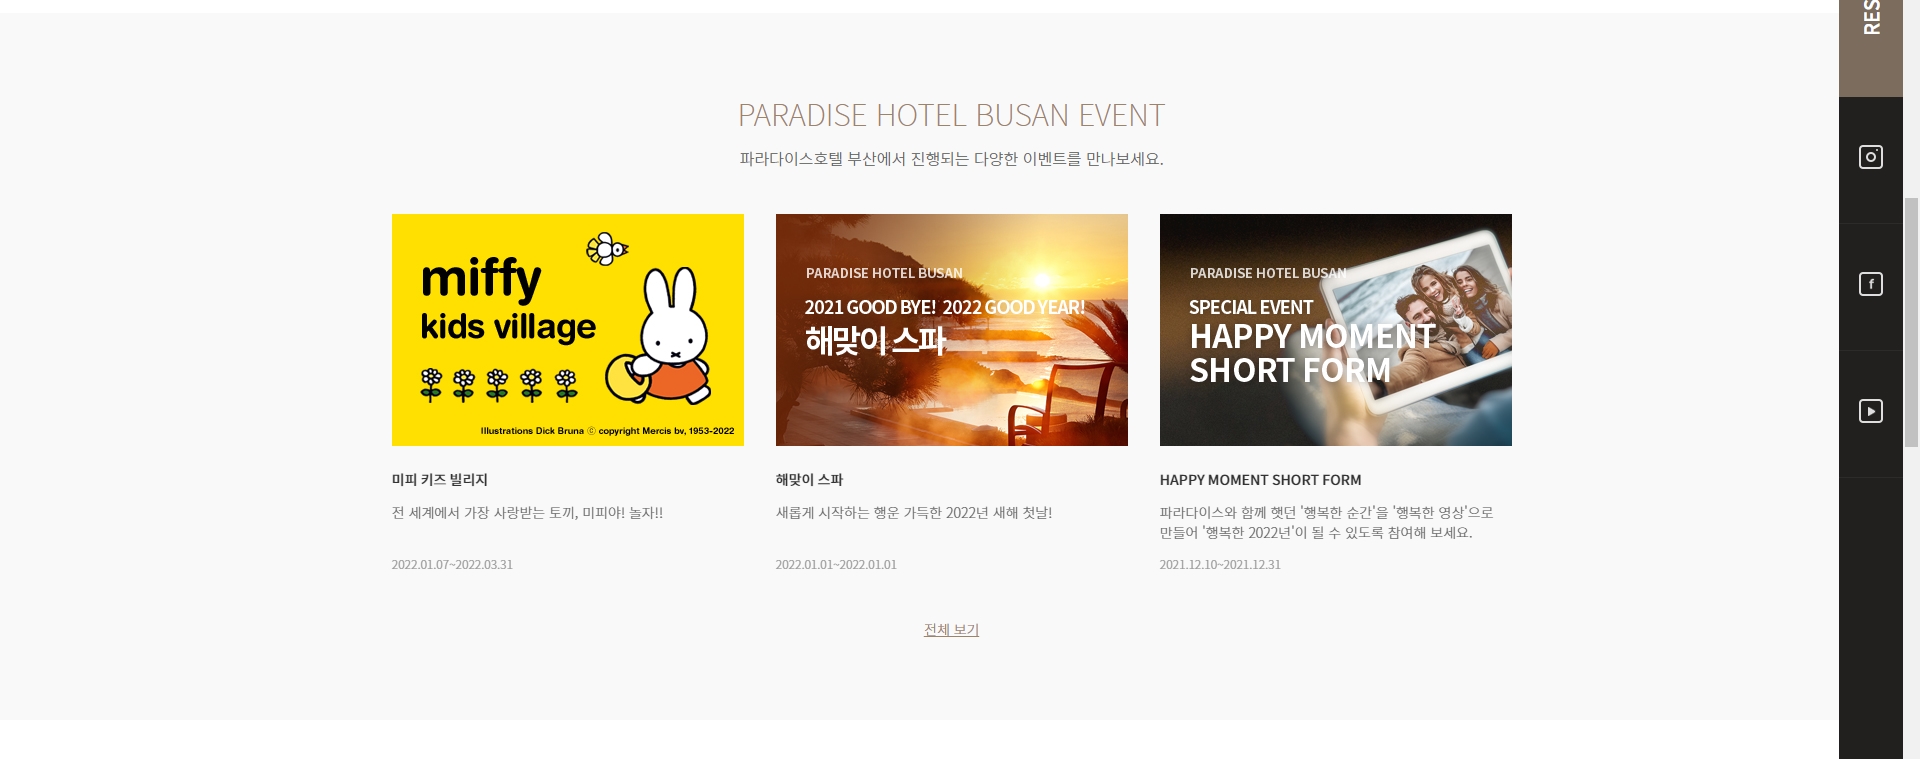 RES
PARADISE HOTEL BUSAN EVENT
파라다이스호텔 부산에서 진행되는 다양한 이벤트를 만나보세요.
miffy
kids village
Illustrations Dick Bruna ⓒ copyright Mercis bv, 1953-2022
미피 키즈 빌리지
전 세계에서 가장 사랑받는 토끼, 미피야! 놀자!!
2022.01.07~2022.03.31
PARADISE HOTEL BUSAN
2021 GOOD BYE! 2022 GOOD YEAR!
해맞이 스파
해맞이 스파
새롭게 시작하는 행운 가득한 2022년 새해 첫날!
2022.01.01~2022.01.01
PARADISE HOTEL BUSAN
SPECIAL EVENT
HAPPY MOMENT
SHORT FORM
HAPPY MOMENT SHORT FORM
파라다이스와 함께 햇던 '행복한 순간'을 '행복한 영상'으로
만들어 '행복한 2022년'이 될 수 있도록 참여해 보세요.
2021.12.10~2021.12.31
전체 보기